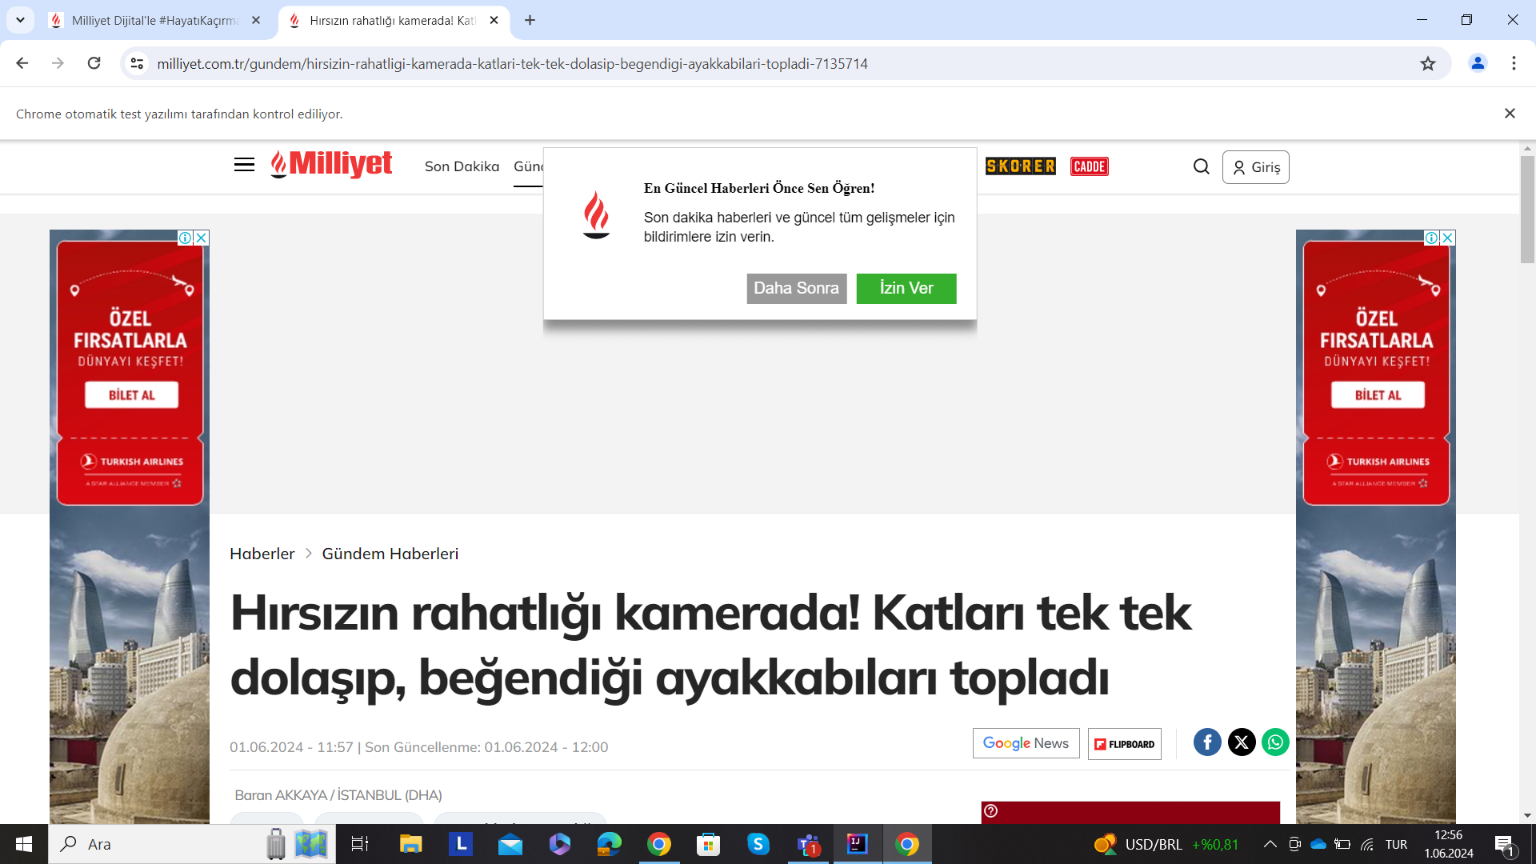 Milliyet Dijital'le #HayatıKaçırma
Hırsızın rahatlığı kamerada! Katl
milliyet.com.tr/gundem/hirsizin-rahatligi-kamerada-katlari-tek-tek-dolasip-begendigi-ayakkabilari-topladi-7135714
Chrome otomatik test yazılımı tarafından kontrol ediliyor.
Milliyet
Son Dakika
SKORER
CADDE
Giriş
En Güncel Haberleri Önce Sen Öğren!
Son dakika haberleri ve güncel tüm gelişmeler için
bildirimlere izin verin.
Daha Sonra
İzin Ver
ÖZEL
FIRSATLARLA
DÜNYAYI KEŞFET!
BİLET AL
TURKISH AIRLINES
A STAR ALLIANCE MEMBER
ÖZEL
FIRSATLARLA
DÜNYAYI KEŞFET!
BİLET AL
TURKISH AIRLINES
A STAR ALLIANCE MEMBER
Haberler > Gündem Haberleri
Hırsızın rahatlığı kamerada! Katları tek tek
dolaşıp, beğendiği ayakkabıları topladı
01.06.2024 - 11:57 | Son Güncellenme: 01.06.2024 - 12:00
Google News
FLIPBOARD
Baran AKKAYA / İSTANBUL (DHA)
Ara
USD/BRL +%0,81
TUR
12:56
1.06.2024